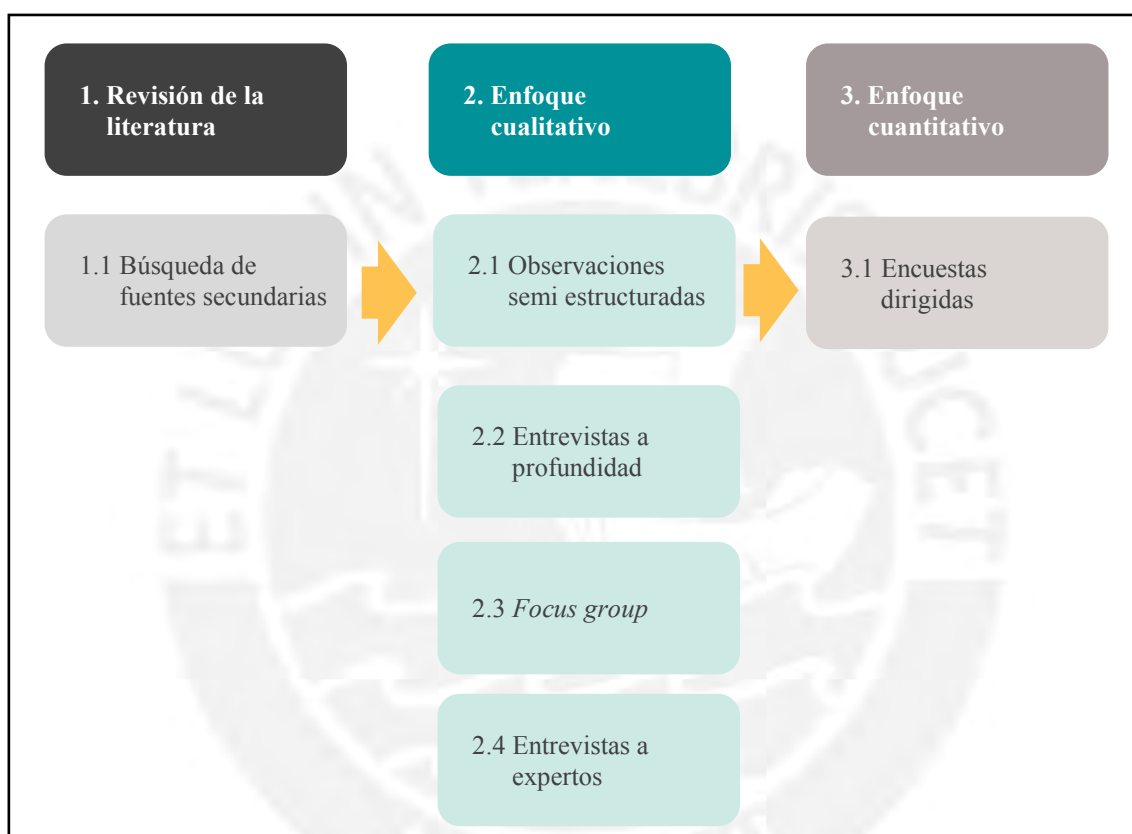 1. Revisión de la
literatura
2. Enfoque
cualitativo
3. Enfoque
cuantitativo
1.1 Búsqueda de
fuentes secundarias
2.1 Observaciones
semi estructuradas
3.1 Encuestas
dirigidas
2.2 Entrevistas a
profundidad
2.3 Focus group
2.4 Entrevistas a
expertos